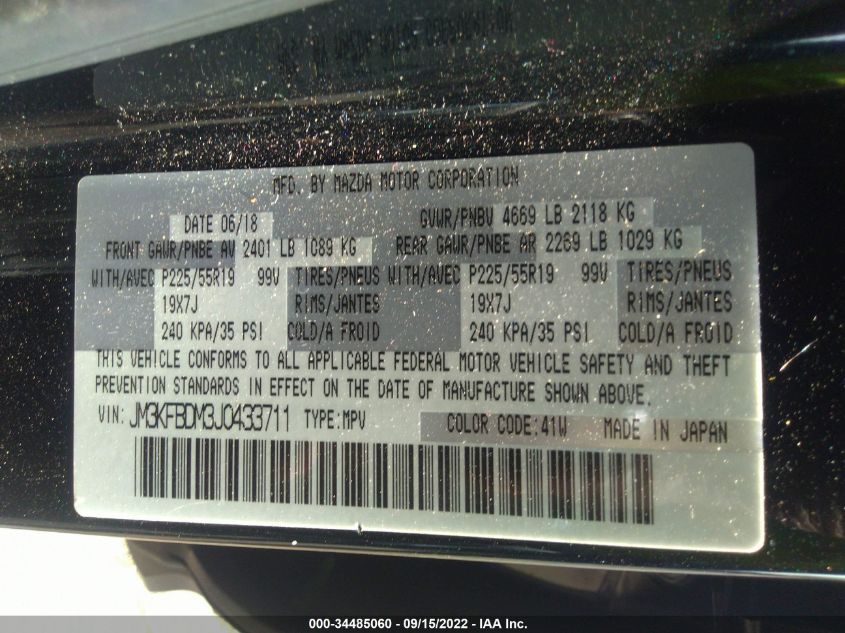 MFD. BY MAZDA MOTOR CORPORATION
DATE 06/18 GVWR/PNBV 4669 LB 2118 KG
FRONT GAWR/PNBE AV 2401 LB 1089 KG REAR GAWR/PNBE AR 2269 LB 1029 KG
WITH/AVEC P225/55R19 99V TIRES/PNEUS WITH/AVEC P225/55R19 99V TIRES/PNEUS
19X7J RIMS/JANTES 19X7J RIMS/JANTES
240 KPA/35 PSI COLD/A FROID 240 KPA/35 PSI COLD/A FROID
THIS VEHICLE CONFORMS TO ALL APPLICABLE FEDERAL MOTOR VEHICLE SAFETY AND THEFT
PREVENTION STANDARDS IN EFFECT ON THE DATE OF MANUFACTURE SHOWN ABOVE.
VIN: JM3KFBDM3J0433711 TYPE:MPV COLOR CODE:41W MADE IN JAPAN
000-34485060 - 09/15/2022 - IAA Inc.